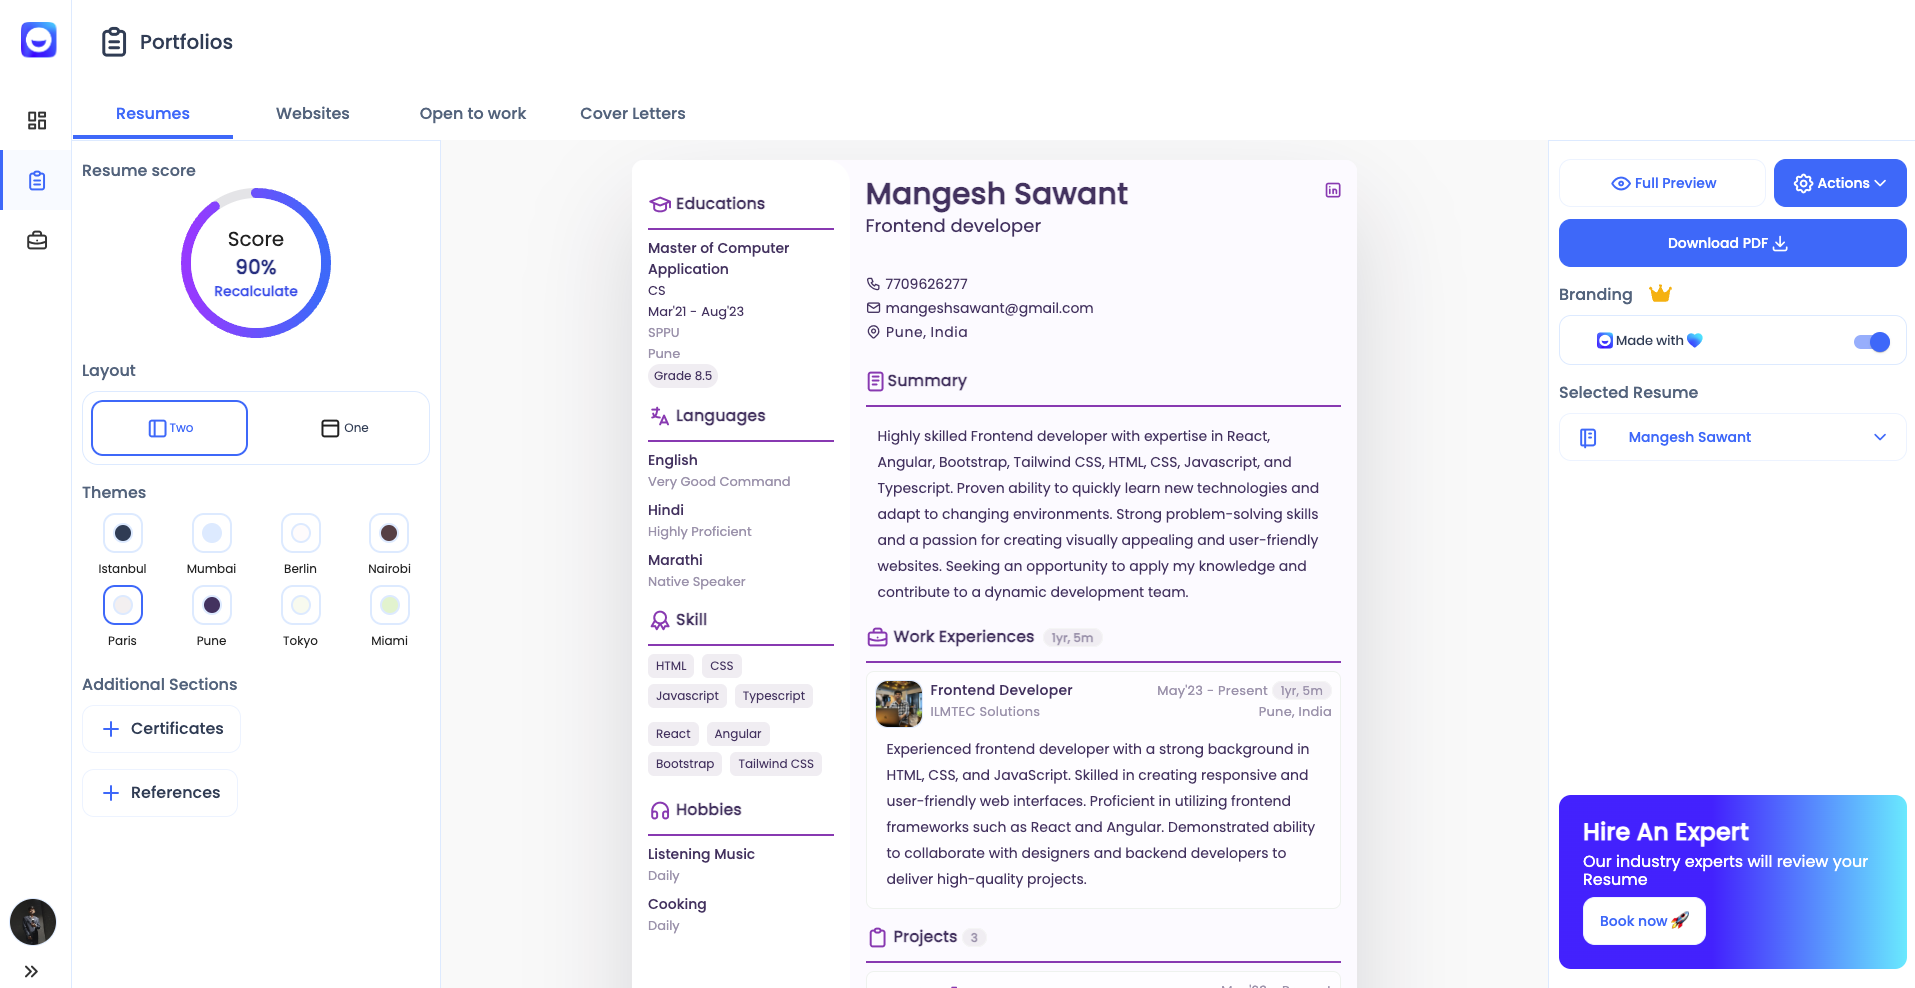 Portfolios
Resumes
Websites
Open to work
Cover Letters
Resume score
Score
90%
Recalculate
Layout
Two
One
Themes
Istanbul
Mumbai
Berlin
Nairobi
Paris
Pune
Tokyo
Miami
Additional Sections
Certificates
References
Educations
Master of Computer
Application
CS
Mar'21 - Aug'23
SPPU
Pune
Grade 8.5
Languages
English
Very Good Command
Hindi
Highly Proficient
Marathi
Native Speaker
Skill
HTML
CSS
Javascript
Typescript
React
Angular
Bootstrap
Tailwind CSS
Hobbies
Listening Music
Daily
Cooking
Daily
Mangesh Sawant
Frontend developer
7709626277
mangeshsawant@gmail.com
Pune, India
Summary
Highly skilled Frontend developer with expertise in React,
Angular, Bootstrap, Tailwind CSS, HTML, CSS, Javascript, and
Typescript. Proven ability to quickly learn new technologies and
adapt to changing environments. Strong problem-solving skills
and a passion for creating visually appealing and user-friendly
websites. Seeking an opportunity to apply my knowledge and
contribute to a dynamic development team.
Work Experiences 1yr, 5m
Frontend Developer
May'23 - Present 1yr, 5m
ILMTEC Solutions
Pune, India
Experienced frontend developer with a strong background in
HTML, CSS, and JavaScript. Skilled in creating responsive and
user-friendly web interfaces. Proficient in utilizing frontend
frameworks such as React and Angular. Demonstrated ability
to collaborate with designers and backend developers to
deliver high-quality projects.
Projects 3
Full Preview
Actions
Download PDF
Branding
Made with
Selected Resume
Mangesh Sawant
Hire An Expert
Our industry experts will review your
Resume
Book now